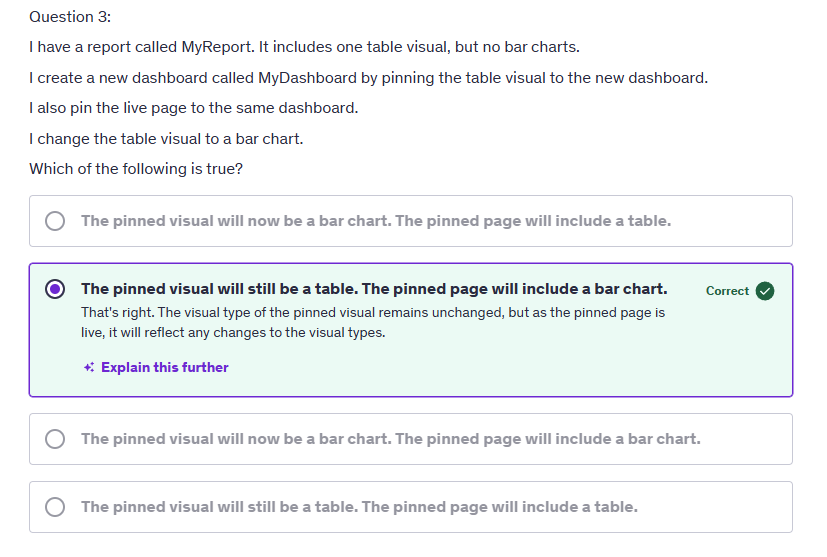 Question 3:
I have a report called MyReport. It includes one table visual, but no bar charts.
I create a new dashboard called MyDashboard by pinning the table visual to the new dashboard.
I also pin the live page to the same dashboard.
I change the table visual to a bar chart.
Which of the following is true?
The pinned visual will now be a bar chart. The pinned page will include a table.
The pinned visual will still be a table. The pinned page will include a bar chart.
Correct
That's right. The visual type of the pinned visual remains unchanged, but as the pinned page is
live, it will reflect any changes to the visual types.
Explain this further
The pinned visual will now be a bar chart. The pinned page will include a bar chart.
The pinned visual will still be a table. The pinned page will include a table.